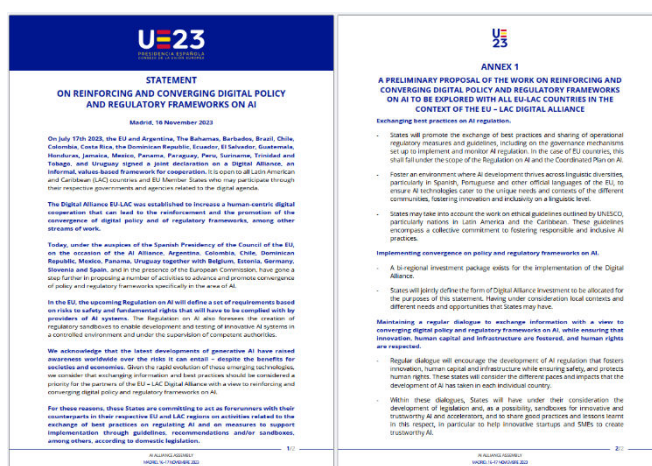 UE23
PRESIDENCIA ESPAÑOLA
CONSEJO DE LA UNIÓN EUROPEA
STATEMENT
ON REINFORCING AND CONVERGING DIGITAL POLICY
AND REGULATORY FRAMEWORKS ON AI
Madrid, 16 November 2023
On July 17th 2023, the EU and Argentina, The Bahamas, Barbados, Brazil, Chile,
Colombia, Costa Rica, the Dominican Republic, Ecuador, El Salvador, Guatemala,
Honduras, Jamaica, Mexico, Panama, Paraguay, Peru, Suriname, Trinidad and
Tobago, and Uruguay signed a joint declaration on a Digital Alliance, an
informal, values-based framework for cooperation. It is open to all Latin American
and Caribbean (LAC) countries and EU Member States who may participate through
their respective governments and agencies related to the digital agenda.
The Digital Alliance EU-LAC was established to increase a human-centric digital
cooperation that can lead to the reinforcement and the promotion of the
convergence of digital policy and of regulatory frameworks, among other
streams of work.
Today, under the auspices of the Spanish Presidency of the Council of the EU,
on the occasion of the AI Alliance, Argentina, Colombia, Chile, Dominican
Republic, Mexico, Panama, Uruguay together with Belgium, Estonia, Germany,
Slovenia and Spain, and in the presence of the European Commission, have gone a
step further in proposing a number of activities to advance and promote convergence
of policy and regulatory frameworks specifically in the area of AI.
In the EU, the upcoming Regulation on AI will define a set of requirements based
on risks to safety and fundamental rights that will have to be complied with by
providers of AI systems. The Regulation on AI also foresees the creation of
regulatory sandboxes to enable development and testing of innovative AI systems in
a controlled environment and under the supervision of competent authorities.
We acknowledge that the latest developments of generative AI have raised
awareness worldwide over the risks it can entail – despite the benefits for
societies and economies. Given the rapid evolution of these emerging technologies,
we consider that exchanging information and best practices should be considered a
priority for the partners of the EU – LAC Digital Alliance with a view to reinforcing and
converging digital policy and regulatory frameworks on AI.
For these reasons, these States are committing to act as forerunners with their
counterparts in their respective EU and LAC regions on activities related to the
exchange of best practices on regulating AI and on measures to support
implementation through guidelines, recommendations and/or sandboxes,
among others, according to domestic legislation.
1/2
AI ALLIANCE ASSEMBLY
MADRID, 16-17 NOVEMBER 2023
UE
23
ANNEX 1
A PRELIMINARY PROPOSAL OF THE WORK ON REINFORCING AND
CONVERGING DIGITAL POLICY AND REGULATORY FRAMEWORKS
ON AI TO BE EXPLORED WITH ALL EU-LAC COUNTRIES IN THE
CONTEXT OF THE EU – LAC DIGITAL ALLIANCE
Exchanging best practices on AI regulation.
- States will promote the exchange of best practices and sharing of operational
regulatory measures and guidelines, including on the governance mechanisms
set up to implement and monitor AI regulation. In the case of EU countries, this
shall fall under the scope of the Regulation on AI and the Coordinated Plan on AI.
- Foster an environment where AI development thrives across linguistic diversities,
particularly in Spanish, Portuguese and other official languages of the EU, to
ensure AI technologies cater to the unique needs and contexts of the different
communities, fostering innovation and inclusivity on a linguistic level.
- States may take into account the work on ethical guidelines outlined by UNESCO,
particularly nations in Latin America and the Caribbean. These guidelines
encompass a collective commitment to fostering responsible and inclusive AI
practices.
Implementing convergence on policy and regulatory frameworks on AI.
- A bi-regional investment package exists for the implementation of the Digital
Alliance.
- States will jointly define the form of Digital Alliance investment to be allocated for
the purposes of this statement. Having under consideration local contexts and
different needs and opportunities that States may have.
Maintaining a regular dialogue to exchange information with a view to
converging digital policy and regulatory frameworks on AI, while ensuring that
innovation, human capital and infrastructure are fostered, and human rights
are respected.
- Regular dialogue will encourage the development of AI regulation that fosters
innovation, human capital and infrastructure while ensuring safety, and protects
human rights. These states will consider the different paces and impacts that the
development of AI has taken in each individual country.
- Within these dialogues, States will have under their consideration the
development of legislation and, as a possibility, sandboxes for innovative and
trustworthy AI and accelerators, and to share good practices and lessons learnt
in this respect, in particular to help innovative startups and SMEs to create
trustworthy AI.
2/2
AI ALLIANCE ASSEMBLY
MADRID, 16-17 NOVEMBER 2023